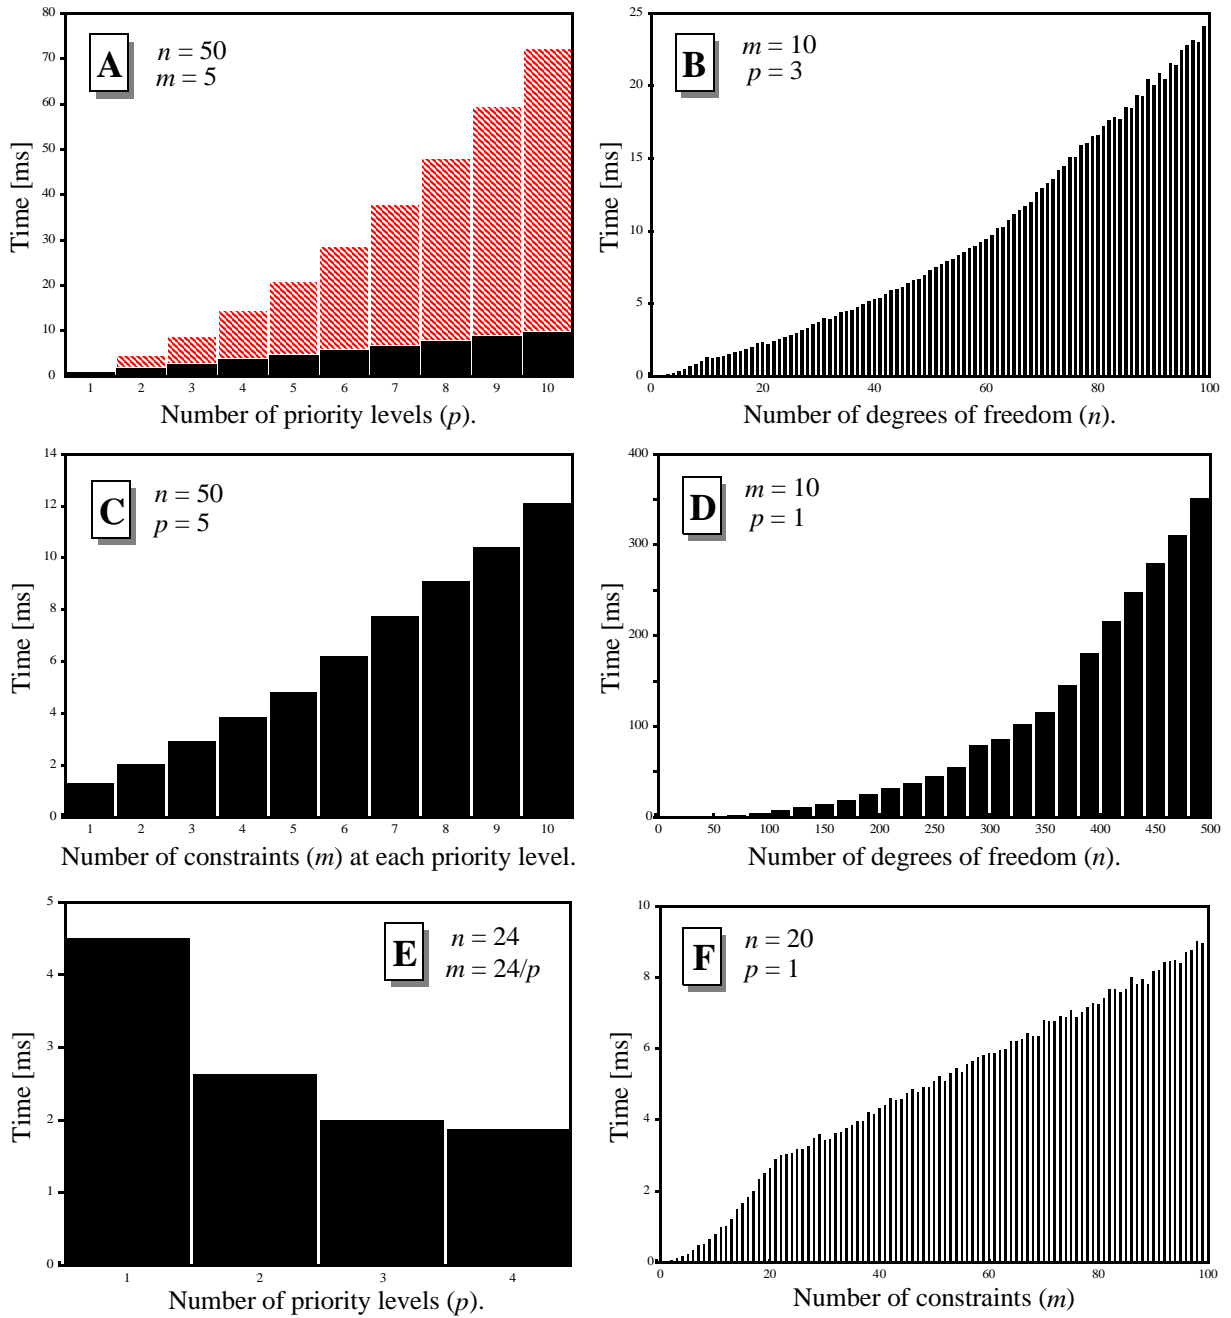 80
70
60
50
40
30
20
10
0
A
n = 50
m = 5
Time [ms]
1 2 3 4 5 6 7 8 9 10
Number of priority levels (p).
25
20
15
10
5
0
B
m = 10
p = 3
Time [ms]
0 20 40 60 80 100
Number of degrees of freedom (n).
14
12
10
8
6
4
2
0
C
n = 50
p = 5
Time [ms]
1 2 3 4 5 6 7 8 9 10
Number of constraints (m) at each priority level.
400
300
200
100
0
D
m = 10
p = 1
Time [ms]
0 50 100 150 200 250 300 350 400 450 500
Number of degrees of freedom (n).
5
4
3
2
1
0
E
n = 24
m = 24/p
Time [ms]
1 2 3 4
Number of priority levels (p).
10
8
6
4
2
0
F
n = 20
p = 1
Time [ms]
0 20 40 60 80 100
Number of constraints (m)